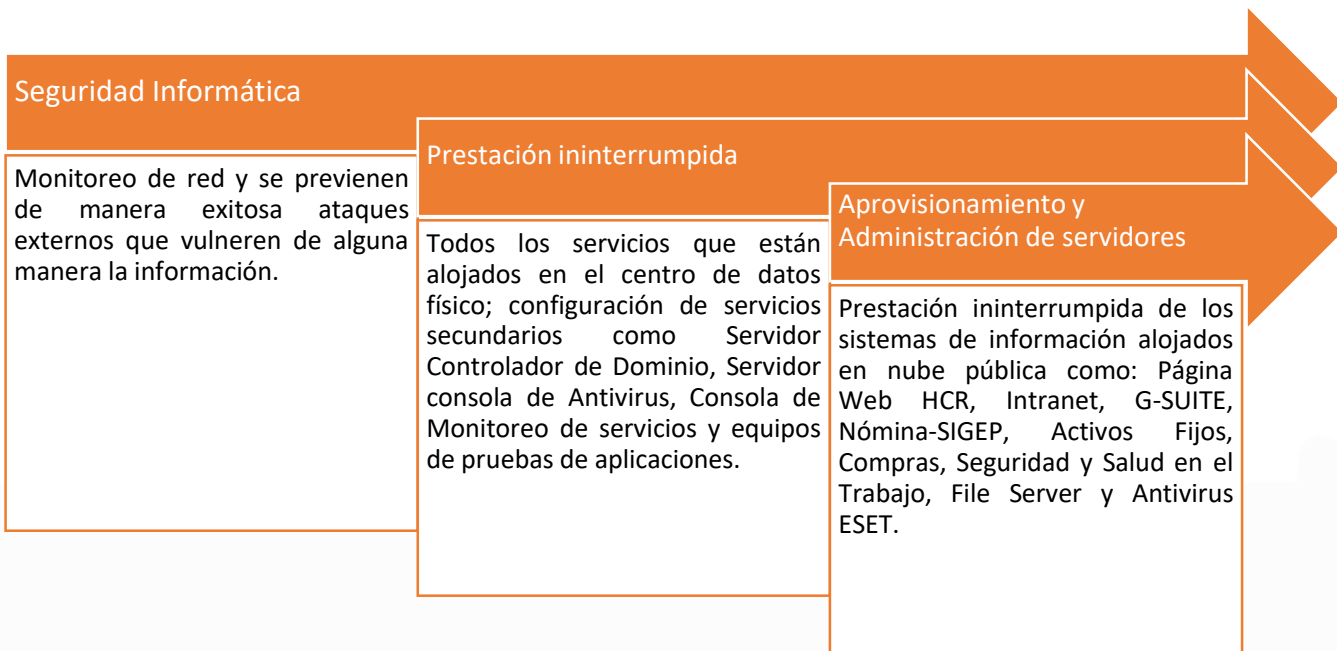 Seguridad Informática
Monitoreo de red y se previenen
de manera exitosa ataques
externos que vulneren de alguna
manera la información.
Prestación ininterrumpida
Todos los servicios que están
alojados en el centro de datos
físico; configuración de servicios
secundarios como Servidor
Controlador de Dominio, Servidor
consola de Antivirus, Consola de
Monitoreo de servicios y equipos
de pruebas de aplicaciones.
Aprovisionamiento y
Administración de servidores
Prestación ininterrumpida de los
sistemas de información alojados
en nube pública como: Página
Web HCR, Intranet, G-SUITE,
Nómina-SIGEP, Activos Fijos,
Compras, Seguridad y Salud en el
Trabajo, File Server y Antivirus
ESET.